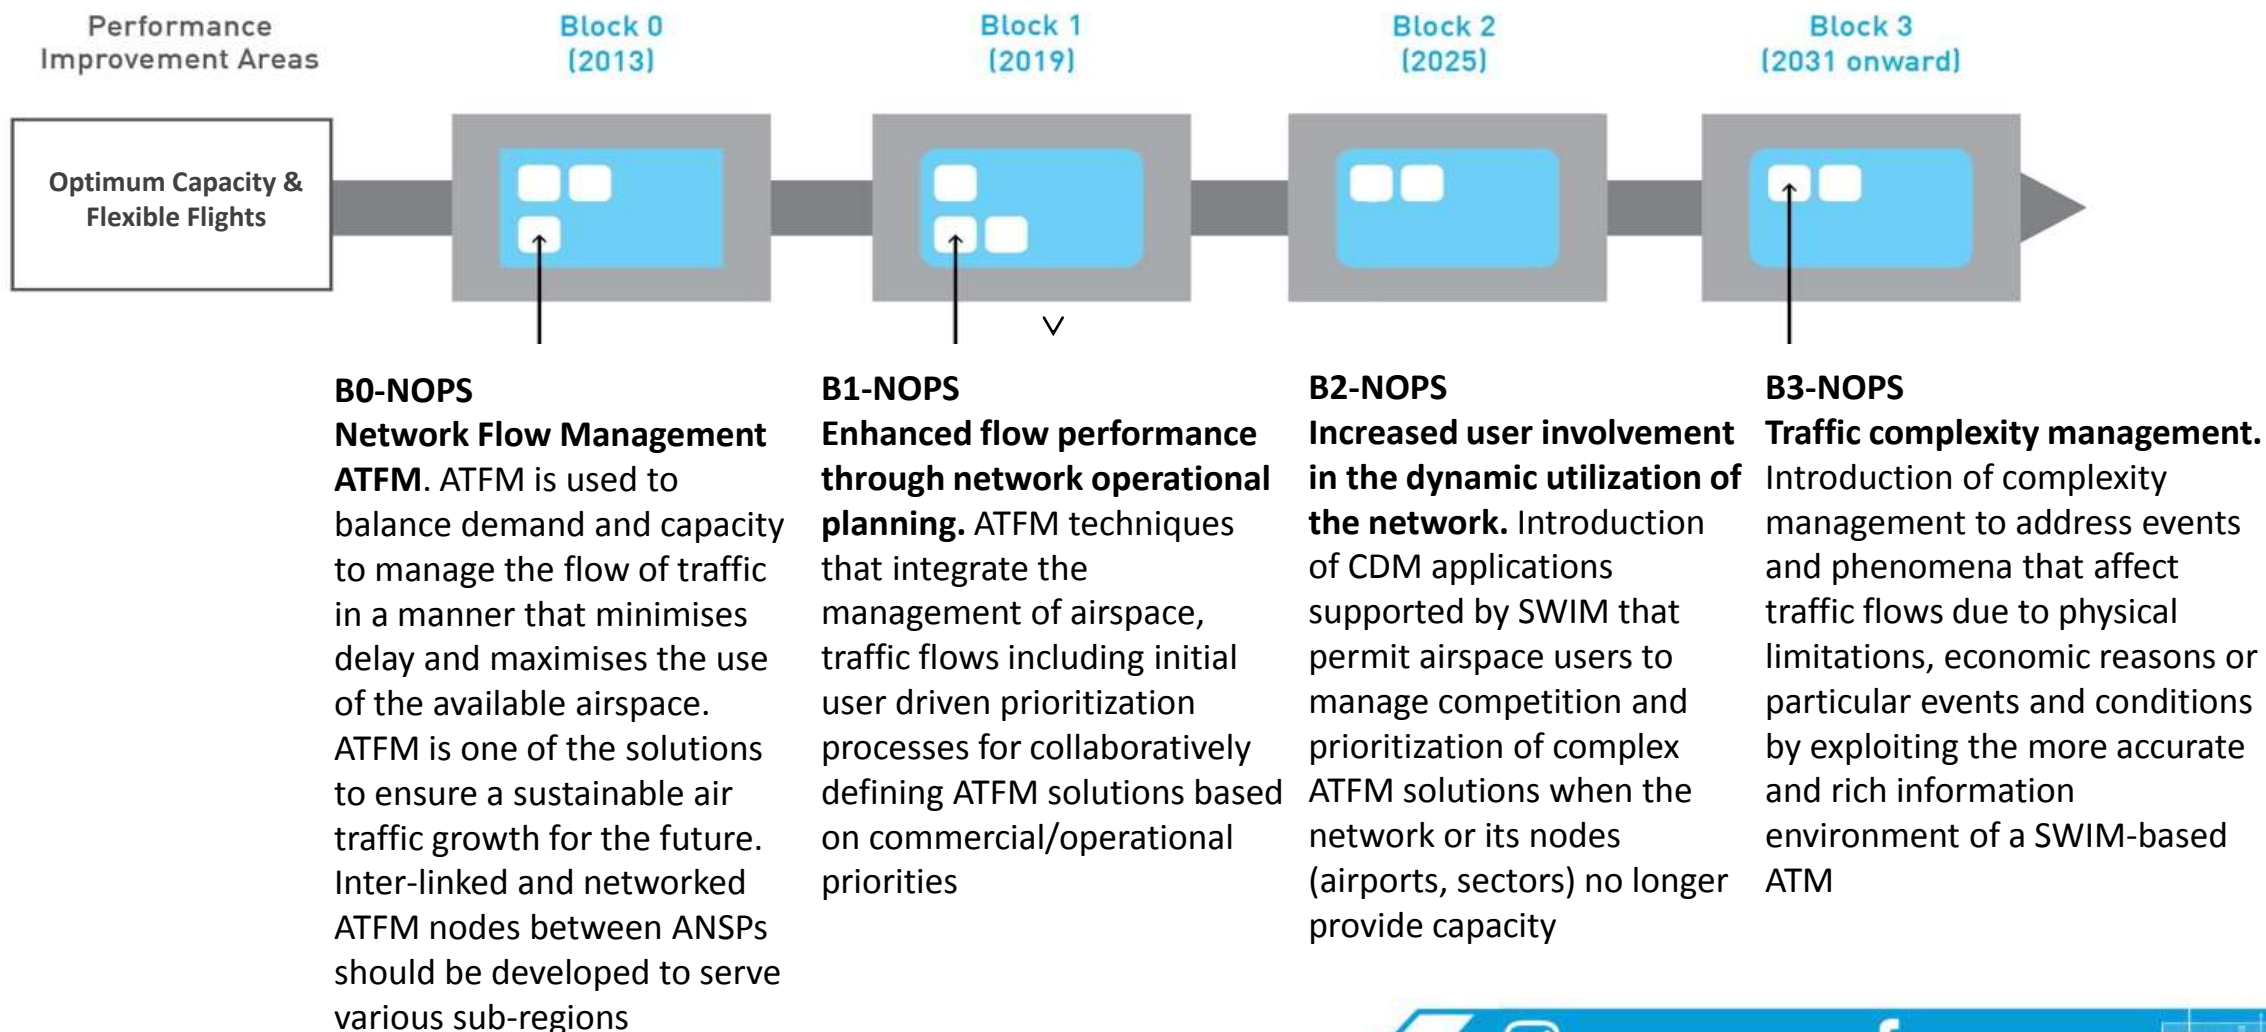 Performance
Improvement Areas
Block 0
(2013)
Block 1
(2019)
Block 2
(2025)
Block 3
(2031 onward)
Optimum Capacity &
Flexible Flights
B0-NOPS
Network Flow Management
ATFM. ATFM is used to
balance demand and capacity
to manage the flow of traffic
in a manner that minimises
delay and maximises the use
of the available airspace.
ATFM is one of the solutions
to ensure a sustainable air
traffic growth for the future.
Inter-linked and networked
ATFM nodes between ANSPs
should be developed to serve
various sub-regions
B1-NOPS
Enhanced flow performance
through network operational
planning. ATFM techniques
that integrate the
management of airspace,
traffic flows including initial
user driven prioritization
processes for collaboratively
defining ATFM solutions based
on commercial/operational
priorities
B2-NOPS
Increased user involvement
in the dynamic utilization of
the network. Introduction
of CDM applications
supported by SWIM that
permit airspace users to
manage competition and
prioritization of complex
ATFM solutions when the
network or its nodes
(airports, sectors) no longer
provide capacity
B3-NOPS
Traffic complexity management.
Introduction of complexity
management to address events
and phenomena that affect
traffic flows due to physical
limitations, economic reasons or
particular events and conditions
by exploiting the more accurate
and rich information
environment of a SWIM-based
ATM